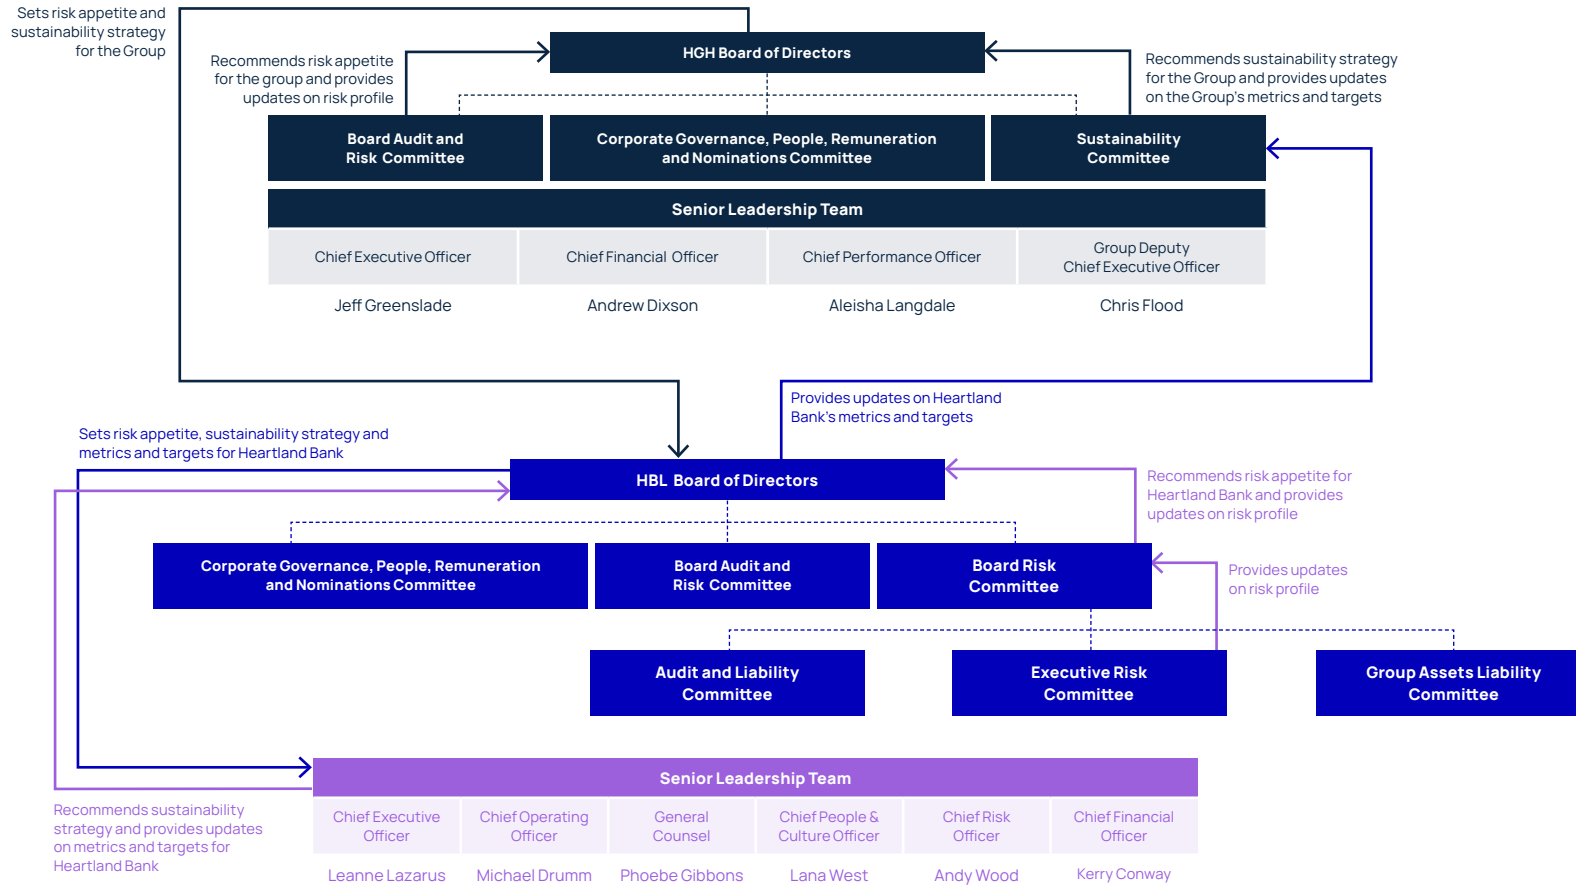 Sets risk appetite and
sustainability strategy
for the Group
HGH Board of Directors
Recommends risk appetite
for the group and provides
updates on risk profile
Recommends sustainability strategy
for the Group and provides updates
on the Group's metrics and targets
Board Audit and
Risk Committee
Corporate Governance, People, Remuneration
and Nominations Committee
Sustainability
Committee
Senior Leadership Team
Chief Executive Officer
Chief Financial Officer
Chief Performance Officer
Group Deputy
Chief Executive Officer
Jeff Greenslade
Andrew Dixson
Aleisha Langdale
Chris Flood
Provides updates on Heartland
Bank's metrics and targets
Sets risk appetite, sustainability strategy and
metrics and targets for Heartland Bank
HBL Board of Directors
Recommends risk appetite for
Heartland Bank and provides
updates on risk profile
Corporate Governance, People, Remuneration
and Nominations Committee
Board Audit and
Risk Committee
Board Risk
Committee
Provides updates
on risk profile
Audit and Liability
Committee
Executive Risk
Committee
Group Assets Liability
Committee
Senior Leadership Team
Recommends sustainability
strategy and provides updates
on metrics and targets for
Heartland Bank
Chief Executive
Officer
Chief Operating
Officer
General
Counsel
Chief People &
Culture Officer
Chief Risk
Officer
Chief Financial
Officer
Leanne Lazarus
Michael Drumm
Phoebe Gibbons
Lana West
Andy Wood
Kerry Conway